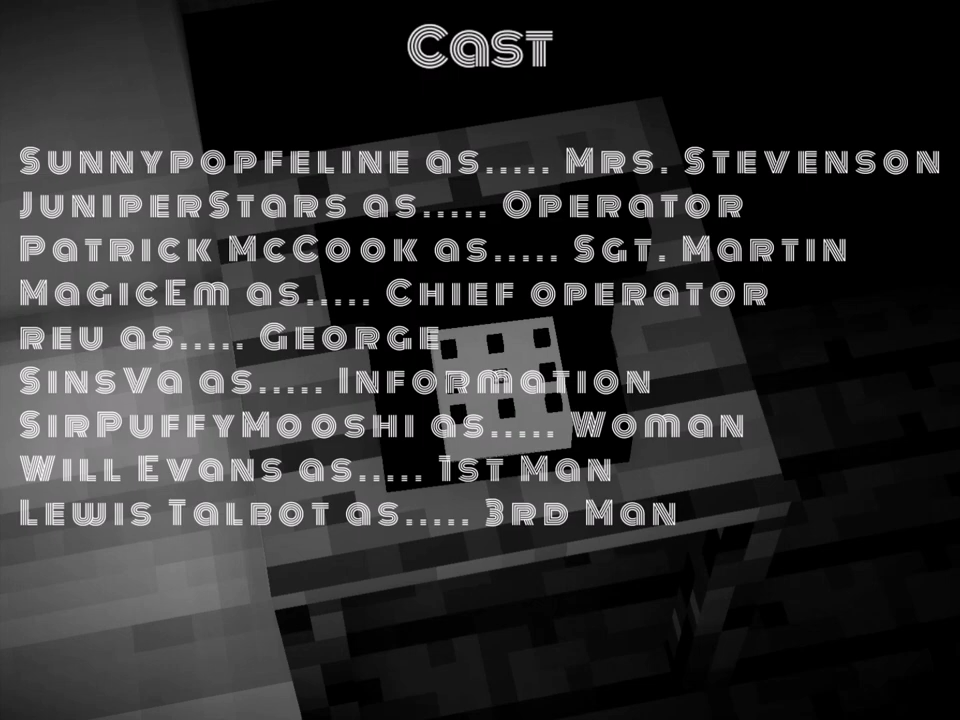 Cast
Sunnypopfeline as..... Mrs. Stevenson
JuniperStars as..... Operator
Patrick McCook as..... Sgt. Martin
MagicEm as..... Chief operator
reu as..... George
SinsVa as..... Information
SirPuffyMooshi as..... Woman
Will Evans as..... 1st Man
Lewis Talbot as..... 3rd Man